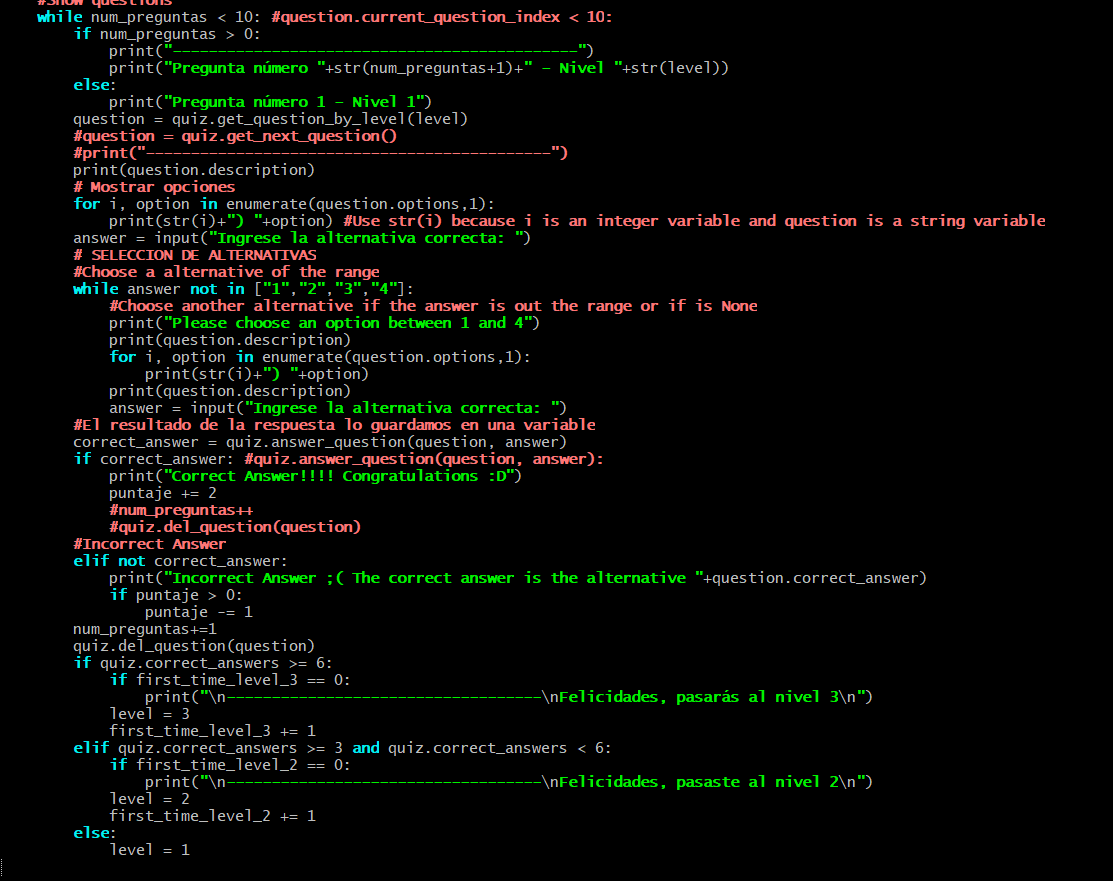 #Show questions
while num_preguntas < 10: #question.current_question_index < 10:
    if num_preguntas > 0:
        print("---------------------------------------------")
        print("Pregunta número "+str(num_preguntas+1)+" - Nivel "+str(level))
    else:
        print("Pregunta número 1 - Nivel 1")
    question = quiz.get_question_by_level(level)
    #question = quiz.get_next_question()
    #print("---------------------------------------------")
    print(question.description)
    # Mostrar opciones
    for i, option in enumerate(question.options,1):
        print(str(i)+") "+option) #Use str(i) because i is an integer variable and question is a string variable
    answer = input("Ingrese la alternativa correcta: ")
    # SELECCION DE ALTERNATIVAS
    #Choose a alternative of the range
    while answer not in ["1","2","3","4"]:
        #Choose another alternative if the answer is out the range or if is None
        print("Please choose an option between 1 and 4")
        print(question.description)
        for i, option in enumerate(question.options,1):
            print(str(i)+") "+option)
        print(question.description)
        answer = input("Ingrese la alternativa correcta: ")
    #El resultado de la respuesta lo guardamos en una variable
    correct_answer = quiz.answer_question(question, answer)
    if correct_answer: #quiz.answer_question(question, answer):
        print("Correct Answer!!!! Congratulations :D")
        puntaje += 2
        #num_preguntas++
        #quiz.del_question(question)
    #Incorrect Answer
    elif not correct_answer:
        print("Incorrect Answer ;( The correct answer is the alternative "+question.correct_answer)
        if puntaje > 0:
            puntaje -= 1
    num_preguntas+=1
    quiz.del_question(question)
    if quiz.correct_answers >= 6:
        if first_time_level_3 == 0:
            print("\n-----------------------------------\nFelicidades, pasarás al nivel 3\n")
        level = 3
        first_time_level_3 += 1
    elif quiz.correct_answers >= 3 and quiz.correct_answers < 6:
        if first_time_level_2 == 0:
            print("\n-----------------------------------\nFelicidades, pasaste al nivel 2\n")
        level = 2
        first_time_level_2 += 1
    else:
        level = 1